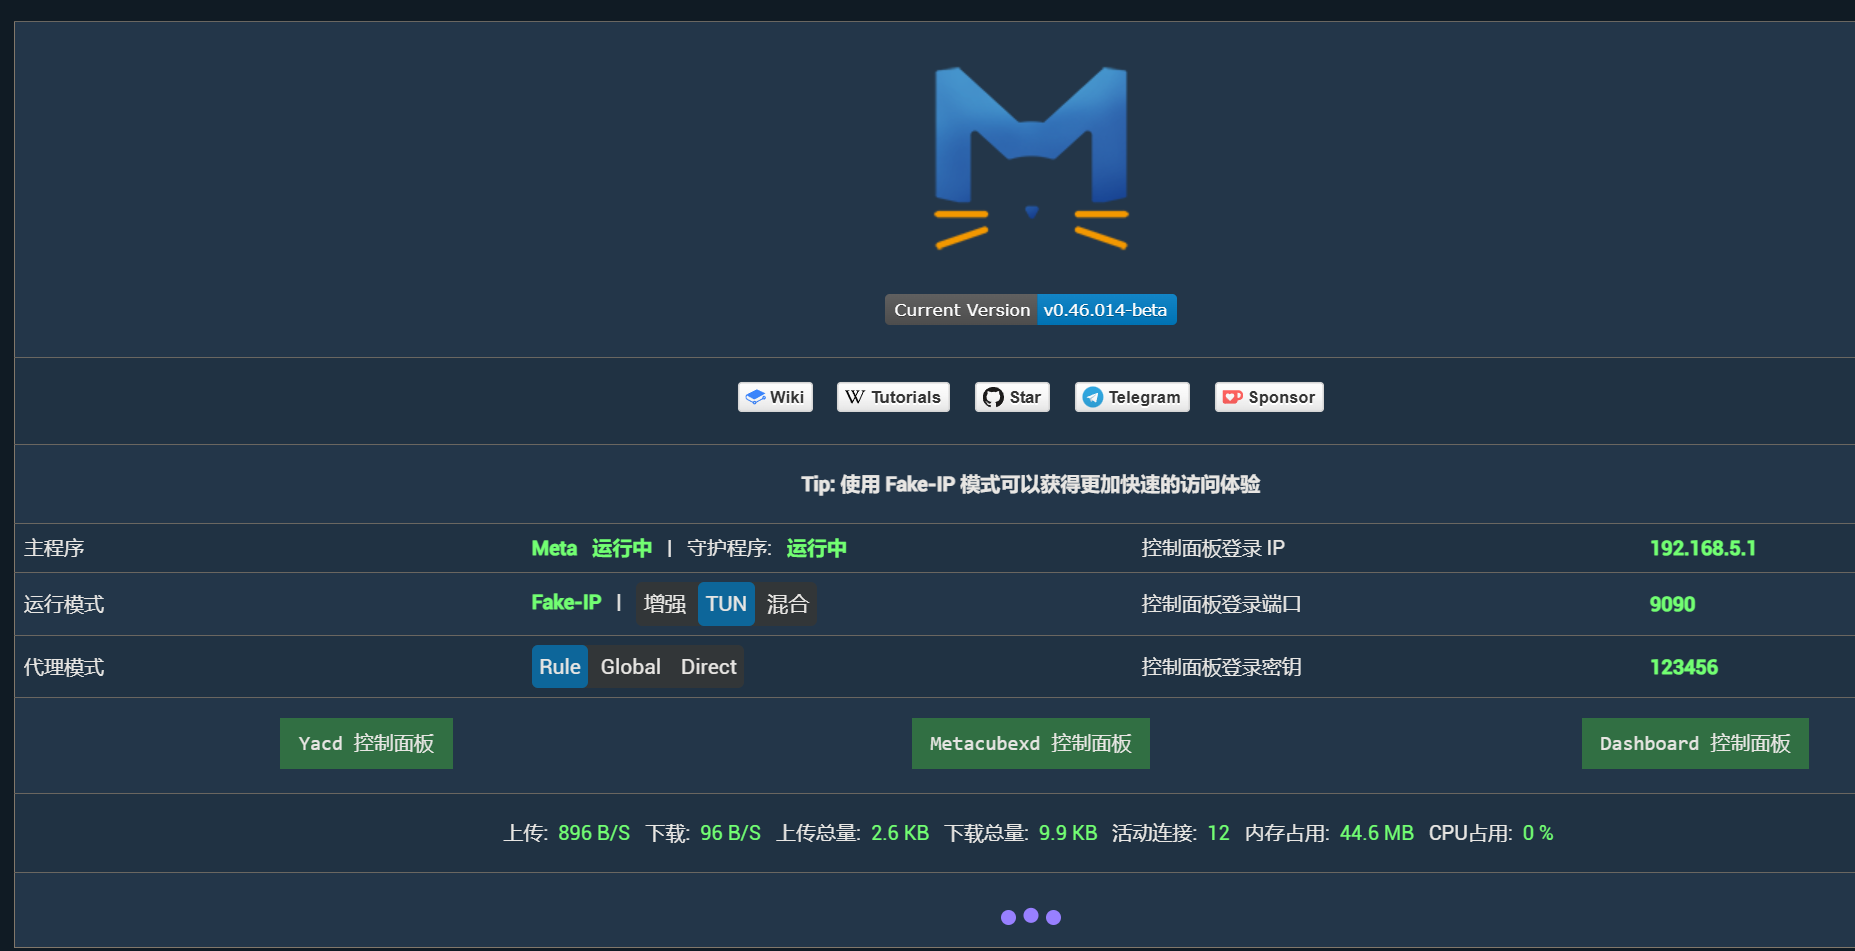 Current Version v0.46.014-beta
Wiki Tutorials Star Telegram Sponsor
Tip: 使用 Fake-IP 模式可以获得更加快速的访问体验
主程序 Meta 运行中 | 守护程序: 运行中 控制面板登录 IP 192.168.5.1
运行模式 Fake-IP | 增强 TUN 混合 控制面板登录端口 9090
代理模式 Rule Global Direct 控制面板登录密钥 123456
Yacd 控制面板 Metacubexd 控制面板 Dashboard 控制面板
上传: 896 B/S 下载: 96 B/S 上传总量: 2.6 KB 下载总量: 9.9 KB 活动连接: 12 内存占用: 44.6 MB CPU占用: 0 %